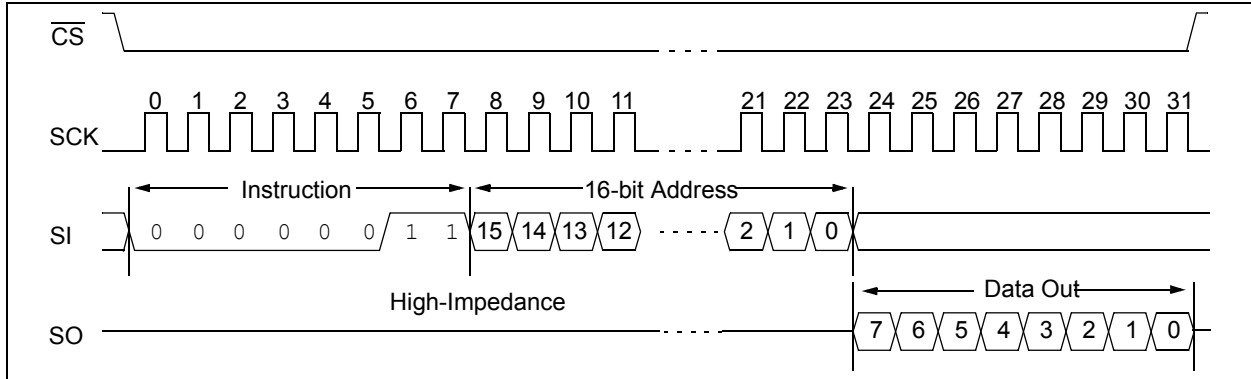 CS
0 1 2 3 4 5 6 7 8 9 10 11 21 22 23 24 25 26 27 28 29 30 31
SCK
Instruction 16-bit Address
SI 0 0 0 0 0 0 1 1 15 14 13 12 2 1 0
High-Impedance Data Out
SO 7 6 5 4 3 2 1 0